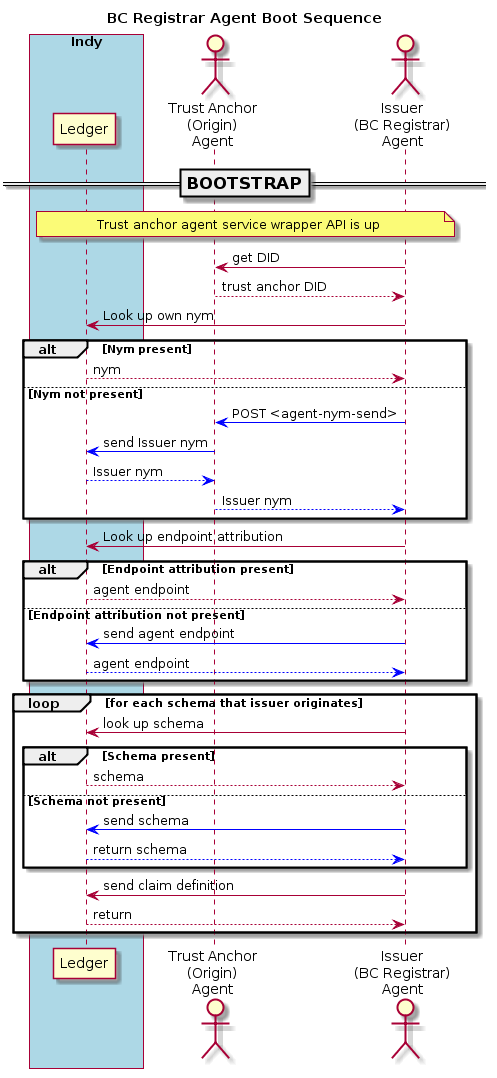 BC Registrar Agent Boot Sequence
Indy
Ledger
Trust Anchor
(Origin)
Agent
Issuer
(BC Registrar)
Agent
BOOTSTRAP
Trust anchor agent service wrapper API is up
get DID
trust anchor DID
Look up own nym
alt [Nym present]
nym
[Nym not present]
POST <agent-nym-send>
send Issuer nym
Issuer nym
Issuer nym
Look up endpoint attribution
alt [Endpoint attribution present]
agent endpoint
[Endpoint attribution not present]
send agent endpoint
agent endpoint
loop [for each schema that issuer originates]
look up schema
alt [Schema present]
schema
[Schema not present]
send schema
return schema
send claim definition
return
Ledger
Trust Anchor
(Origin)
Agent
Issuer
(BC Registrar)
Agent